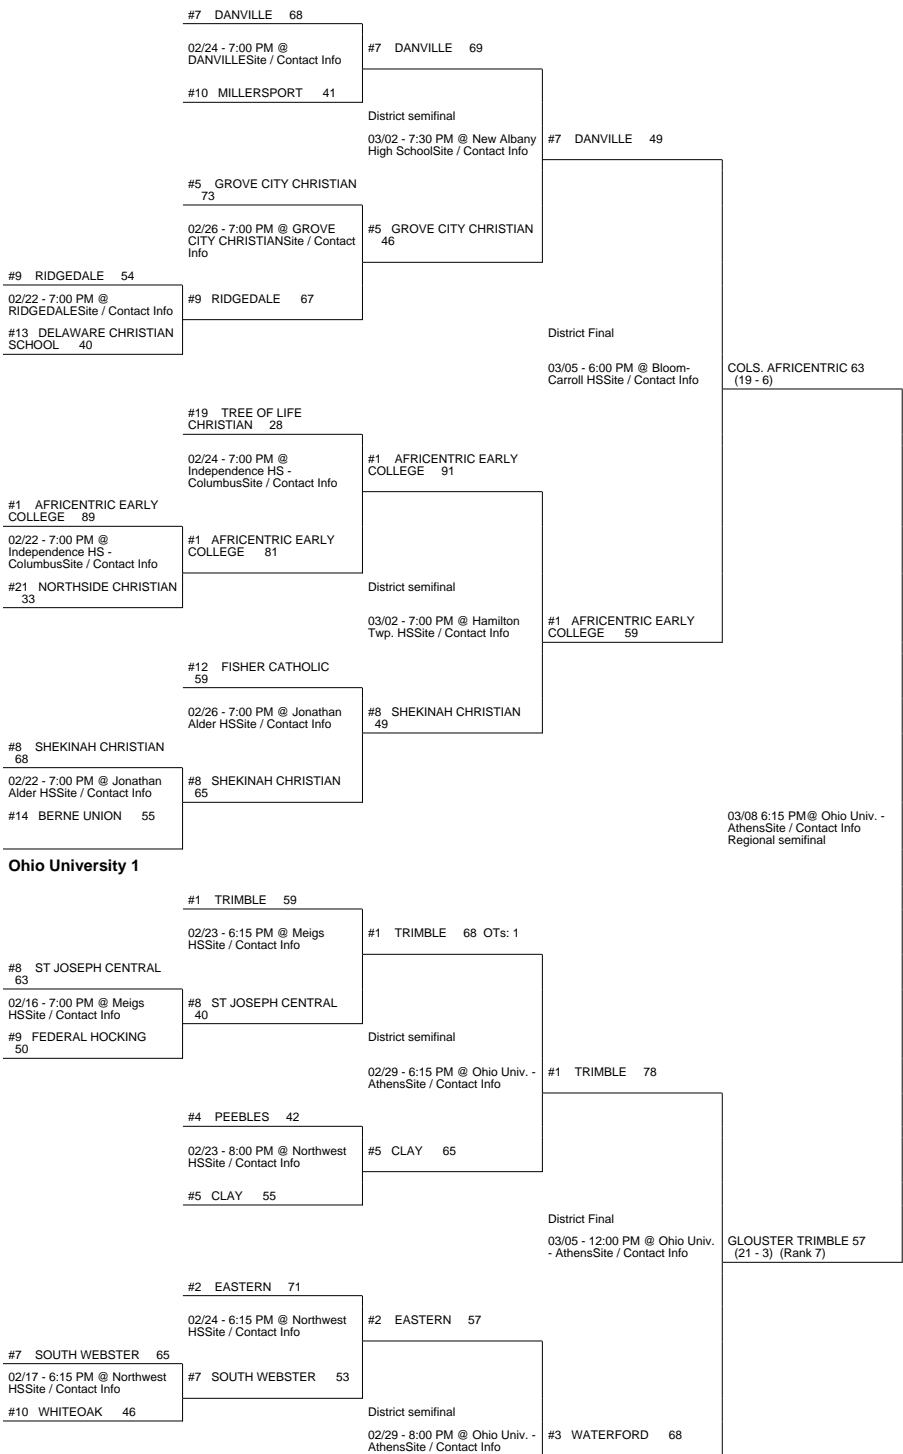 #7 DANVILLE 68
02/24 - 7:00 PM @
DANVILLESite / Contact Info
#7 DANVILLE 69
#10 MILLERSPORT 41
District semifinal
03/02 - 7:30 PM @ New Albany
High SchoolSite / Contact Info
#7 DANVILLE 49
#5 GROVE CITY CHRISTIAN
73
02/26 - 7:00 PM @ GROVE
CITY CHRISTIANSite / Contact
Info
#5 GROVE CITY CHRISTIAN
46
#9 RIDGEDALE 54
02/22 - 7:00 PM @
RIDGEDALESite / Contact Info
#9 RIDGEDALE 67
#13 DELAWARE CHRISTIAN
SCHOOL 40
District Final
03/05 - 6:00 PM @ Bloom-
Carroll HSSite / Contact Info
COLS. AFRICENTRIC 63
(19 - 6)
#19 TREE OF LIFE
CHRISTIAN 28
02/24 - 7:00 PM @
Independence HS -
ColumbusSite / Contact Info
#1 AFRICENTRIC EARLY
COLLEGE 91
#1 AFRICENTRIC EARLY
COLLEGE 89
02/22 - 7:00 PM @
Independence HS -
ColumbusSite / Contact Info
#1 AFRICENTRIC EARLY
COLLEGE 81
#21 NORTHSIDE CHRISTIAN
33
District semifinal
03/02 - 7:00 PM @ Hamilton
Twp. HSSite / Contact Info
#1 AFRICENTRIC EARLY
COLLEGE 59
#12 FISHER CATHOLIC
59
02/26 - 7:00 PM @ Jonathan
Alder HSSite / Contact Info
#8 SHEKINAH CHRISTIAN
49
#8 SHEKINAH CHRISTIAN
68
02/22 - 7:00 PM @ Jonathan
Alder HSSite / Contact Info
#8 SHEKINAH CHRISTIAN
65
#14 BERNE UNION 55
03/08 6:15 PM@ Ohio Univ. -
AthensSite / Contact Info
Regional semifinal
Ohio University 1
#1 TRIMBLE 59
02/23 - 6:15 PM @ Meigs
HSSite / Contact Info
#1 TRIMBLE 68 OTs: 1
#8 ST JOSEPH CENTRAL
63
02/16 - 7:00 PM @ Meigs
HSSite / Contact Info
#8 ST JOSEPH CENTRAL
40
#9 FEDERAL HOCKING
50
District semifinal
02/29 - 6:15 PM @ Ohio Univ. -
AthensSite / Contact Info
#1 TRIMBLE 78
#4 PEEBLES 42
02/23 - 8:00 PM @ Northwest
HSSite / Contact Info
#5 CLAY 65
#5 CLAY 55
District Final
03/05 - 12:00 PM @ Ohio Univ.
- AthensSite / Contact Info
GLOUSTER TRIMBLE 57
(21 - 3) (Rank 7)
#2 EASTERN 71
02/24 - 6:15 PM @ Northwest
HSSite / Contact Info
#2 EASTERN 57
#7 SOUTH WEBSTER 65
02/17 - 6:15 PM @ Northwest
HSSite / Contact Info
#7 SOUTH WEBSTER 53
#10 WHITEOAK 46
District semifinal
02/29 - 8:00 PM @ Ohio Univ. -
AthensSite / Contact Info
#3 WATERFORD 68